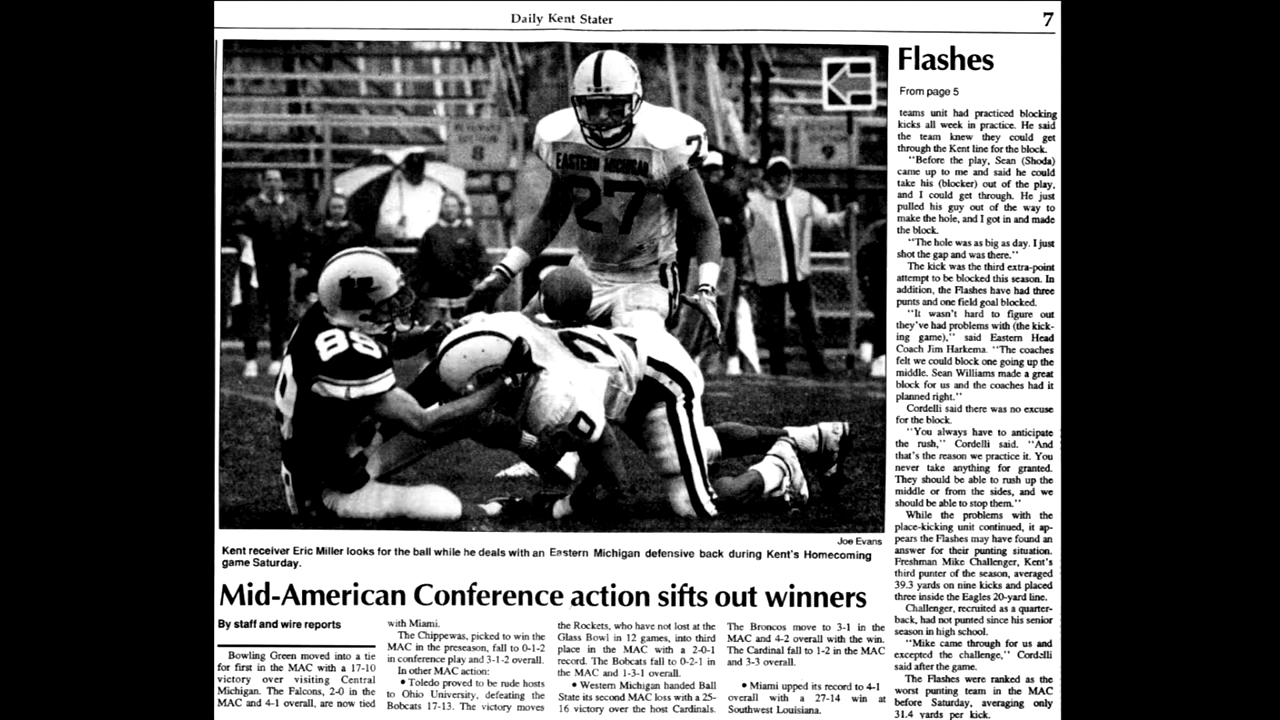 Daily Kent Stater
7
EASTERN MICHIGAN
27
88
Joe Evans
Kent receiver Eric Miller looks for the ball while he deals with an Eastern Michigan defensive back during Kent's Homecoming
game Saturday.
Mid-American Conference action sifts out winners
By staff and wire reports
Bowling Green moved into a tie
for first in the MAC with a 17-10
victory over visiting Central
Michigan. The Falcons, 2-0 in the
MAC and 4-1 overall, are now tied
with Miami.
The Chippewas, picked to win the
MAC in the preseason, fall to 0-1-2
in conference play and 3-1-2 overall.
In other MAC action:
• Toledo proved to be rude hosts
to Ohio University, defeating the
Bobcats 17-13. The victory moves
the Rockets, who have not lost at the
Glass Bowl in 12 games, into third
place in the MAC with a 2-0-1
record. The Bobcats fall to 0-2-1 in
the MAC and 1-3-1 overall.
• Western Michigan handed Ball
State its second MAC loss with a 25-
16 victory over the host Cardinals.
The Broncos move to 3-1 in the
MAC and 4-2 overall with the win.
The Cardinal fall to 1-2 in the MAC
and 3-3 overall.
• Miami upped its record to 4-1
overall with a 27-14 win at
Southwest Louisiana.
Flashes
From page 5
teams unit had practiced blocking
kicks all week in practice. He said
the team knew they could get
through the Kent line for the block.
"Before the play, Sean (Shoda)
came up to me and said he could
take his (blocker) out of the play,
and I could get through. He just
pulled his guy out of the way to
make the hole, and I got in and made
the block.
"The hole was as big as day. I just
shot the gap and was there."
The kick was the third extra-point
attempt to be blocked this season. In
addition, the Flashes have had three
punts and one field goal blocked.
"It wasn't hard to figure out
they've had problems with (the kick-
ing game)," said Eastern Head
Coach Jim Harkema. "The coaches
felt we could block one going up the
middle. Sean Williams made a great
block for us and the coaches had it
planned right."
Cordelli said there was no excuse
for the block.
"You always have to anticipate
the rush," Cordelli said. "And
that's the reason we practice it. You
never take anything for granted.
They should be able to rush up the
middle or from the sides, and we
should be able to stop them."
While the problems with the
place-kicking unit continued, it ap-
pears the Flashes may have found an
answer for their punting situation.
Freshman Mike Challenger, Kent's
third punter of the season, averaged
39.3 yards on nine kicks and placed
three inside the Eagles 20-yard line.
Challenger, recruited as a quarter-
back, had not punted since his senior
season in high school.
"Mike came through for us and
excepted the challenge," Cordelli
said after the game.
The Flashes were ranked as the
worst punting team in the MAC
before Saturday, averaging only
31.4 yards per kick.